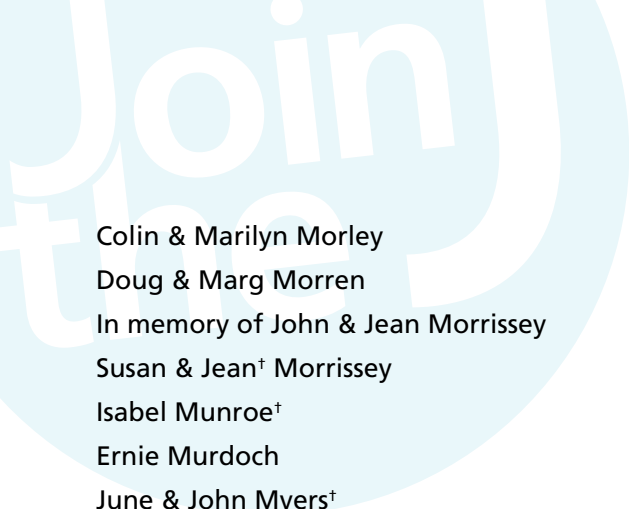 Join
the J
Colin & Marilyn Morley
Doug & Marg Morren
In memory of John & Jean Morrissey
Susan & Jean† Morrissey
Isabel Munroe†
Ernie Murdoch
June & John Myers†